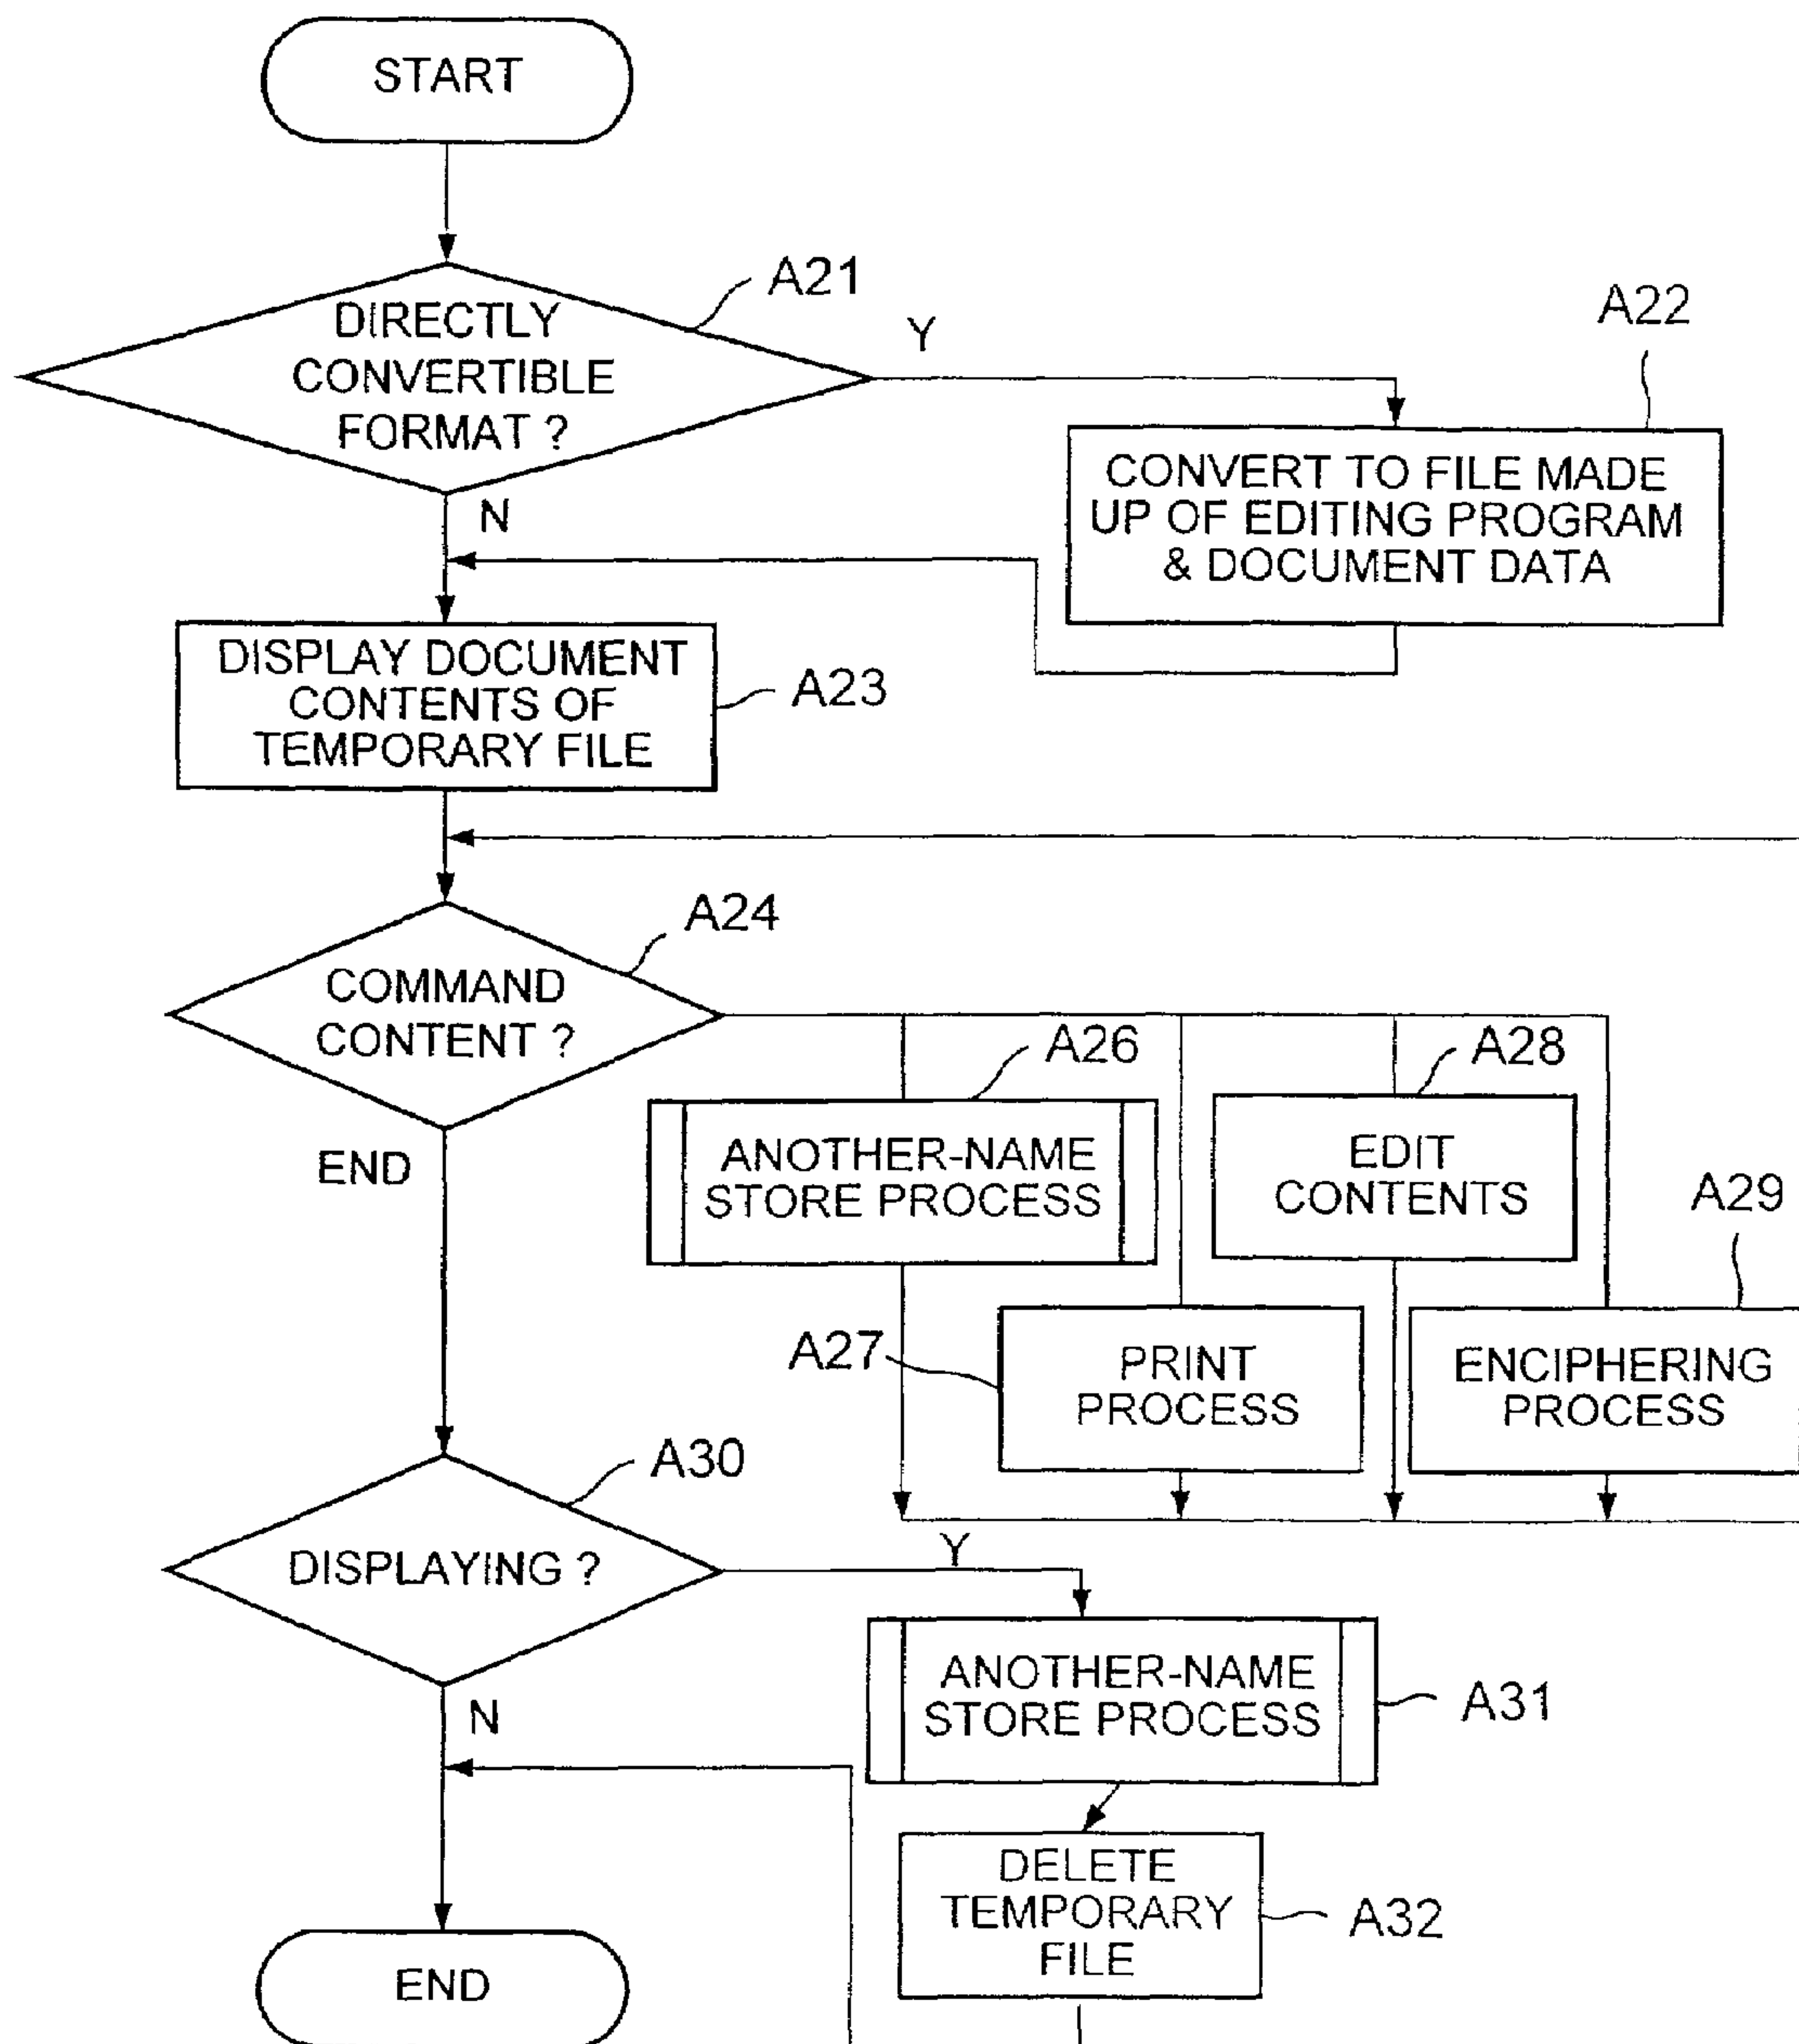 START
A21
DIRECTLY
CONVERTIBLE
FORMAT ?
Y
N
A22
CONVERT TO FILE MADE
UP OF EDITING PROGRAM
& DOCUMENT DATA
DISPLAY DOCUMENT
CONTENTS OF
TEMPORARY FILE
A23
A24
COMMAND
CONTENT ?
END
A26
ANOTHER-NAME
STORE PROCESS
A28
EDIT
CONTENTS
A29
A27
PRINT
PROCESS
ENCIPHERING
PROCESS
A30
DISPLAYING ?
Y
N
ANOTHER-NAME
STORE PROCESS
A31
DELETE
TEMPORARY
FILE
A32
END